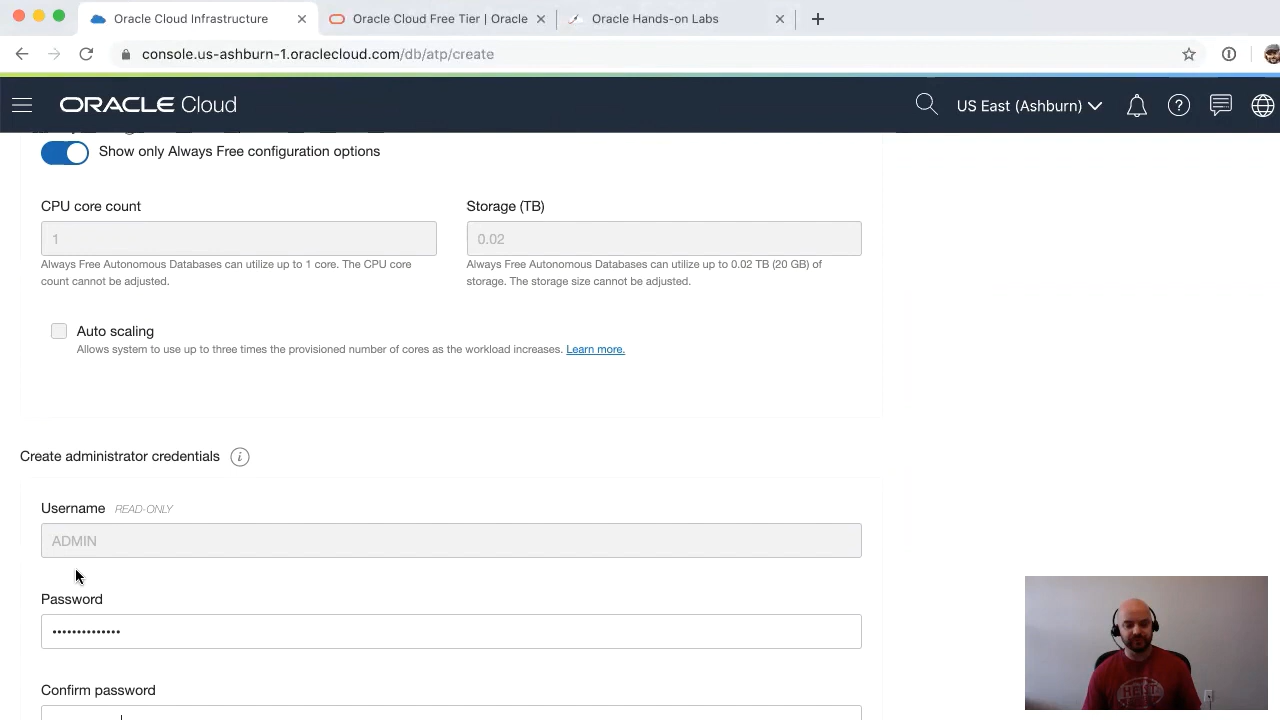 Oracle Cloud Infrastructure
Oracle Cloud Free Tier | Oracle
Oracle Hands-on Labs
console.us-ashburn-1.oraclecloud.com/db/atp/create
ORACLE Cloud
US East (Ashburn)
Show only Always Free configuration options
CPU core count
Storage (TB)
1
0.02
Always Free Autonomous Databases can utilize up to 1 core. The CPU core
count cannot be adjusted.
Always Free Autonomous Databases can utilize up to 0.02 TB (20 GB) of
storage. The storage size cannot be adjusted.
Auto scaling
Allows system to use up to three times the provisioned number of cores as the workload increases. Learn more.
Create administrator credentials
Username READ-ONLY
ADMIN
Password
••••••••••••••
Confirm password